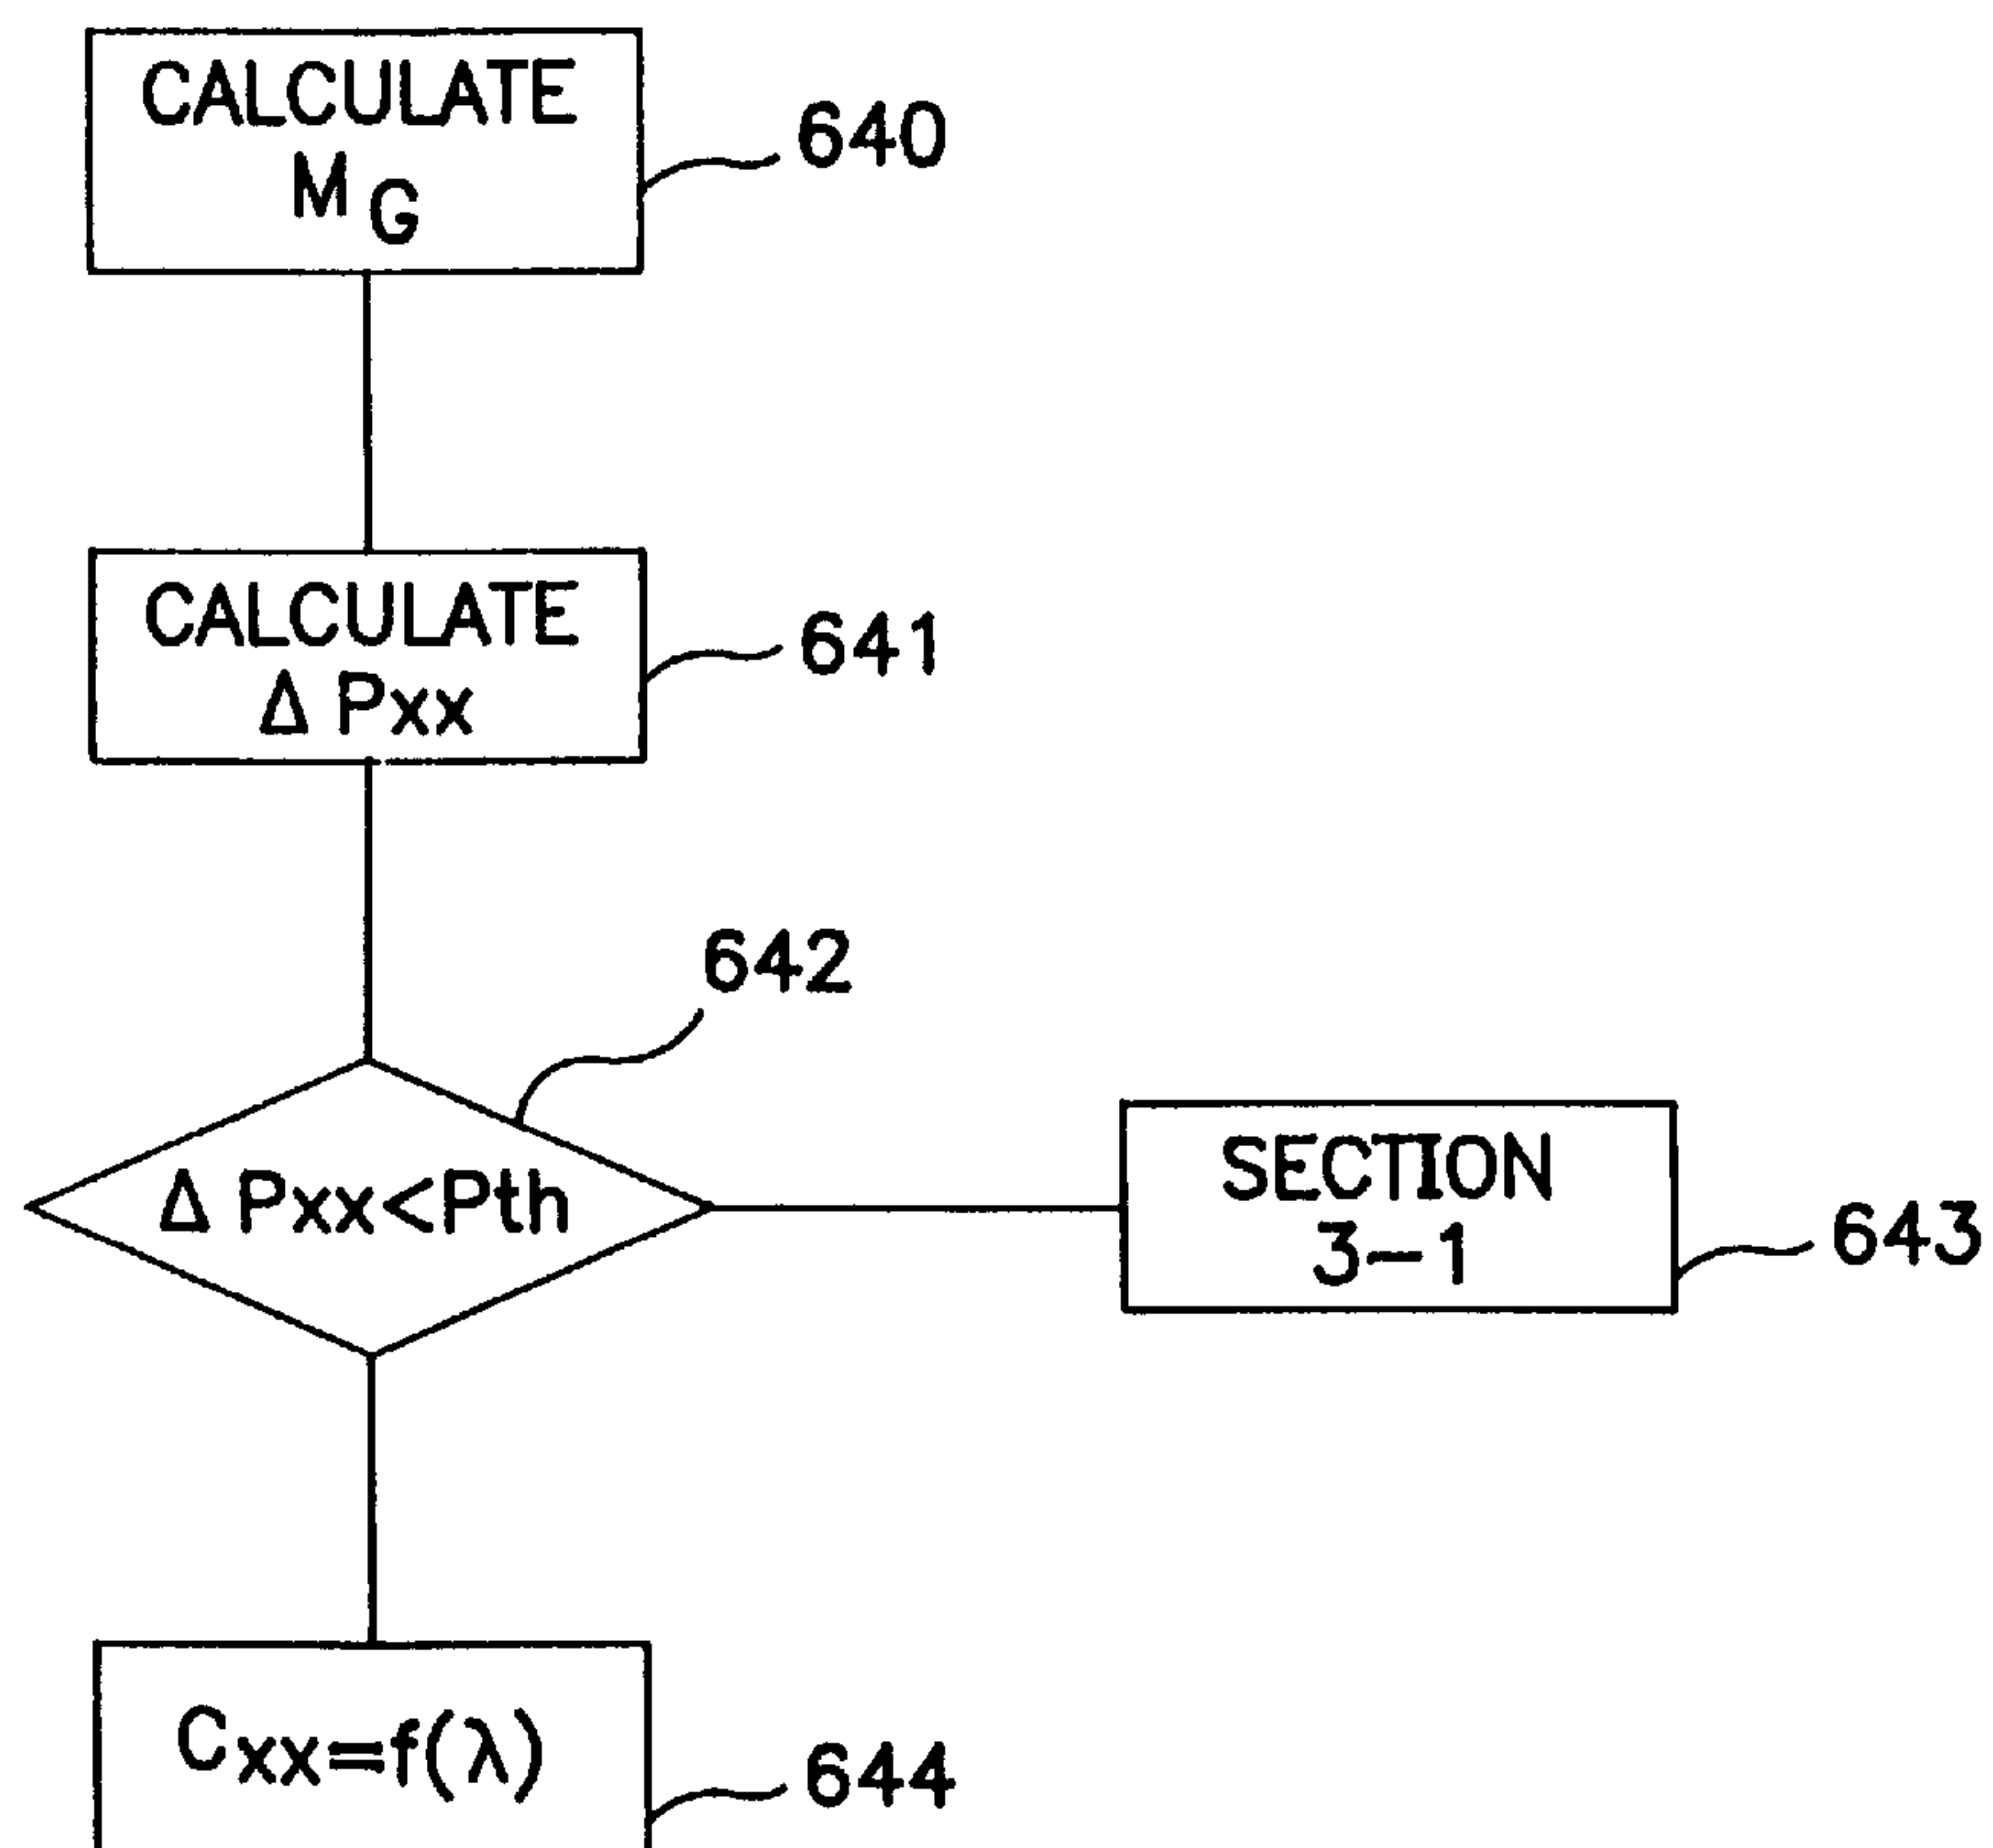 CALCULATE
M G
640
CALCULATE
Δ Pxx
641
642
Δ Pxx<Pth
SECTION
3-1
643
Cxx=f(λ)
644